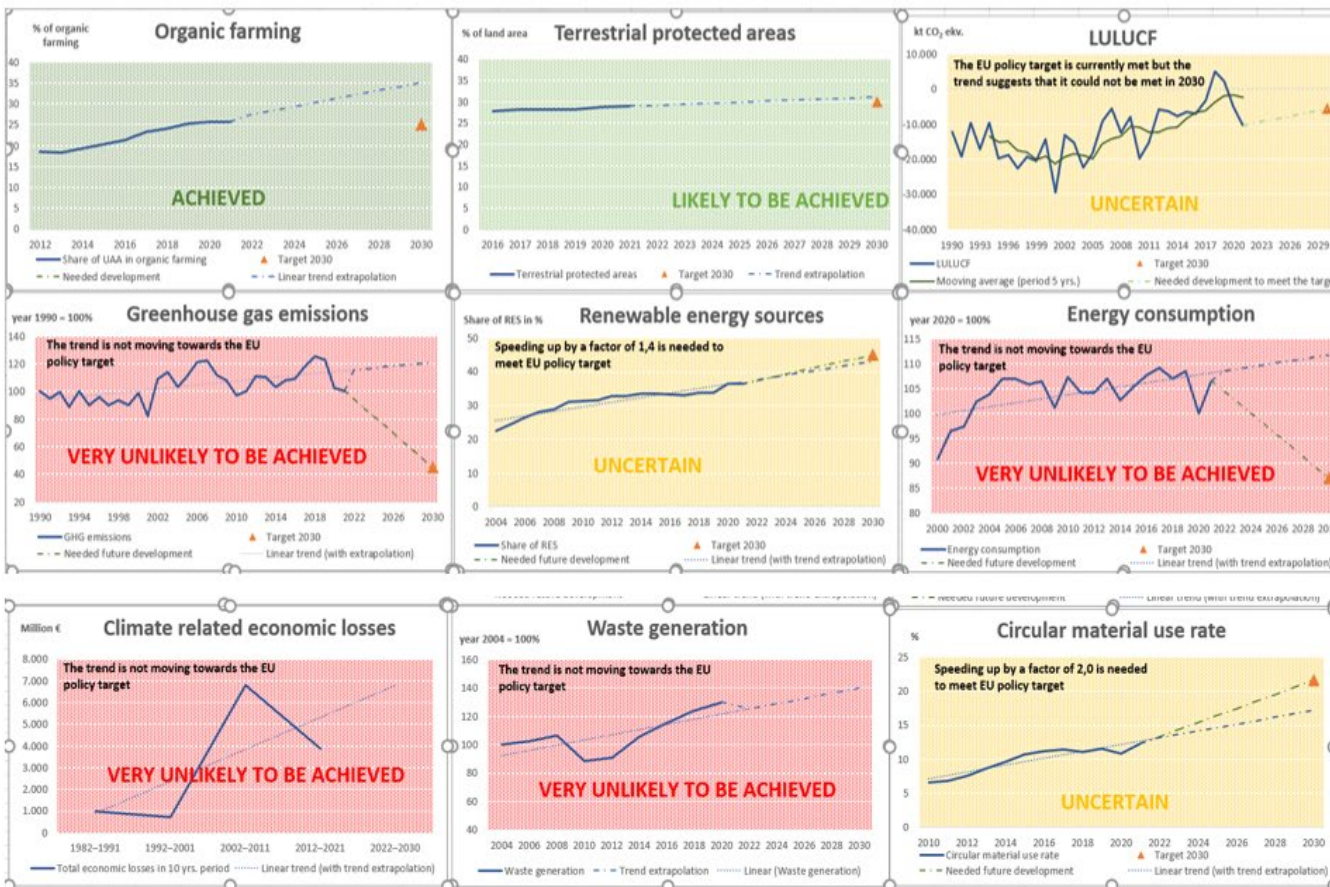 % of organic
farming
Organic farming
40
35
30
25
20
15
10
5
0
ACHIEVED
2012 2014 2016 2018 2020 2022 2024 2026 2028 2030
Share of UAA in organic farming
Target 2030
Needed development
Linear trend extrapolation
% of land area
Terrestrial protected areas
40
35
30
25
20
15
10
5
0
LIKELY TO BE ACHIEVED
2016 2017 2018 2019 2020 2021 2022 2023 2024 2025 2026 2027 2028 2029 2030
Terrestrial protected areas
Target 2030
Trend extrapolation
kt CO₂ ekv.
LULUCF
10.000
0
-10.000
-20.000
-30.000
-40.000
The EU policy target is currently met but the
trend suggests that it could not be met in 2030
UNCERTAIN
1990 1993 1996 1999 2002 2005 2008 2011 2014 2017 2020 2023 2026 2029
LULUCF
Target 2030
Mooving average (period 5 yrs.)
Needed development to meet the targe
year 1990 = 100%
Greenhouse gas emissions
140
120
100
80
60
40
20
The trend is not moving towards the EU
policy target
VERY UNLIKELY TO BE ACHIEVED
1990 1994 1998 2002 2006 2010 2014 2018 2022 2026 2030
GHG emissions
Target 2030
Needed future development
Linear trend (with extrapolation)
Share of RES in %
Renewable energy sources
50
40
30
20
10
0
Speeding up by a factor of 1,4 is needed to
meet EU policy target
UNCERTAIN
2004 2006 2008 2010 2012 2014 2016 2018 2020 2022 2024 2026 2028 2030
Share of RES
Target 2030
Needed future development
Linear trend (with trend extrapolation)
year 2020 = 100%
Energy consumption
115
110
105
100
95
90
85
80
The trend is not moving towards the EU
policy target
VERY UNLIKELY TO BE ACHIEVED
2000 2002 2004 2006 2008 2010 2012 2014 2016 2018 2020 2022 2024 2026 2028
Energy consumption
Target 2030
Needed future development
Linear trend (with trend extrapolation)
Million €
Climate related economic losses
8.000
7.000
6.000
5.000
4.000
3.000
2.000
1.000
0
The trend is not moving towards the EU
policy target
VERY UNLIKELY TO BE ACHIEVED
1982–1991 1992–2001 2002–2011 2012–2021 2022–2030
Total economic losses in 10 yrs. period
Linear trend (with trend extrapolation)
year 2004 = 100%
Waste generation
160
140
120
100
80
60
40
The trend is not moving towards the EU
policy target
VERY UNLIKELY TO BE ACHIEVED
2004 2006 2008 2010 2012 2014 2016 2018 2020 2022 2024 2026 2028 2030
Waste generation
Trend extrapolation
Linear (Waste generation)
Needed future development
Linear trend (with trend extrapolation)
%
Circular material use rate
25
20
15
10
5
0
Speeding up by a factor of 2,0 is needed
to meet EU policy target
UNCERTAIN
2010 2012 2014 2016 2018 2020 2022 2024 2026 2028 2030
Circular material use rate
Target 2030
Needed future development
Linear trend (with trend extrapolation)